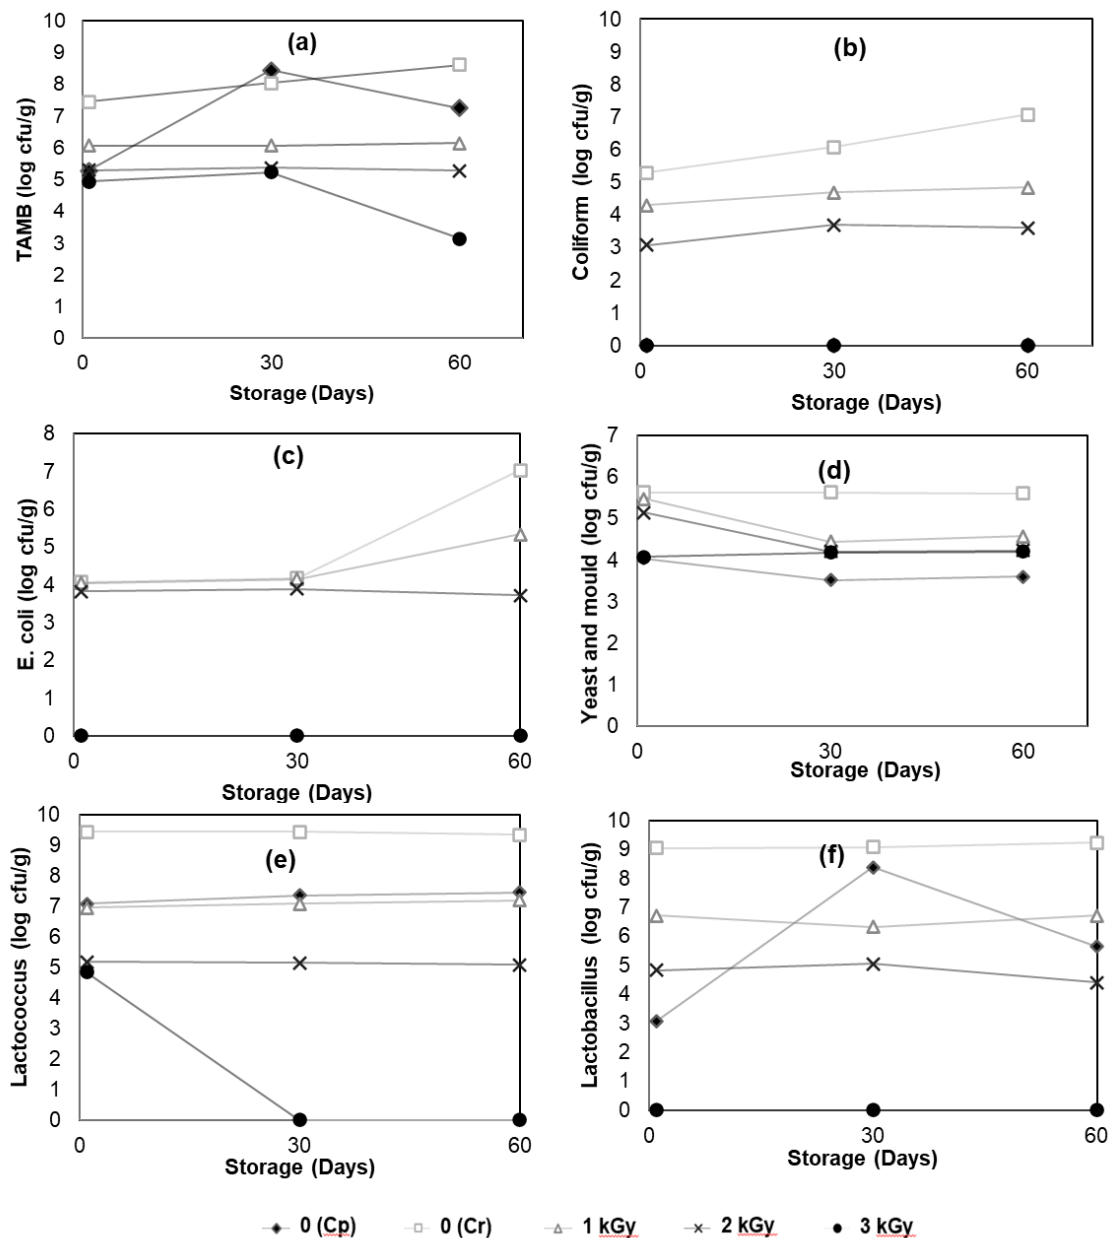 (a)
TAMB (log cfu/g)
10
9
8
7
6
5
4
3
2
1
0
0 30 60
Storage (Days)
(b)
Coliform (log cfu/g)
10
9
8
7
6
5
4
3
2
1
0
0 30 60
Storage (Days)
(c)
E. coli (log cfu/g)
8
7
6
5
4
3
2
1
0
0 30 60
Storage (Days)
(d)
Yeast and mould (log cfu/g)
7
6
5
4
3
2
1
0
0 30 60
Storage (Days)
(e)
Lactococcus (log cfu/g)
10
9
8
7
6
5
4
3
2
1
0
0 30 60
Storage (Days)
(f)
Lactobacillus (log cfu/g)
10
9
8
7
6
5
4
3
2
1
0
0 30 60
Storage (Days)
0 (Cp) 0 (Cr) 1 kGy 2 kGy 3 kGy